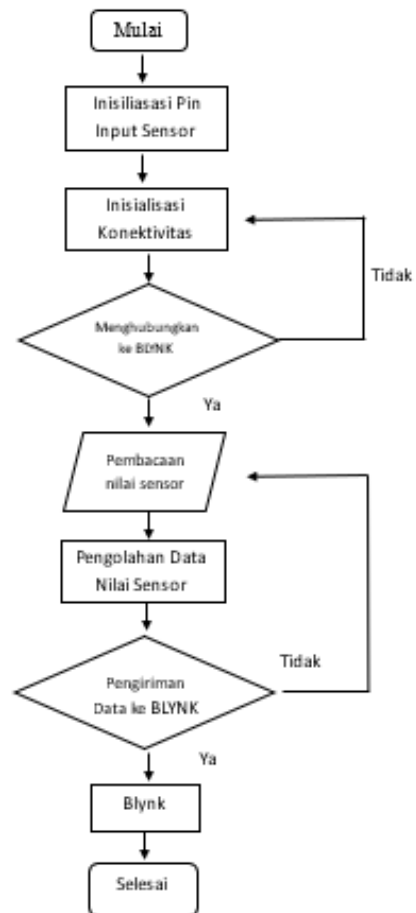 Mulai
Inisiliasasi Pin
Input Sensor
Inisialisasi
Konektivitas
Tidak
Menghubungkan
ke BLYNK
Ya
Pembacaan
nilai sensor
Pengolahan Data
Nilai Sensor
Tidak
Pengiriman
Data ke BLYNK
Ya
Blynk
Selesai